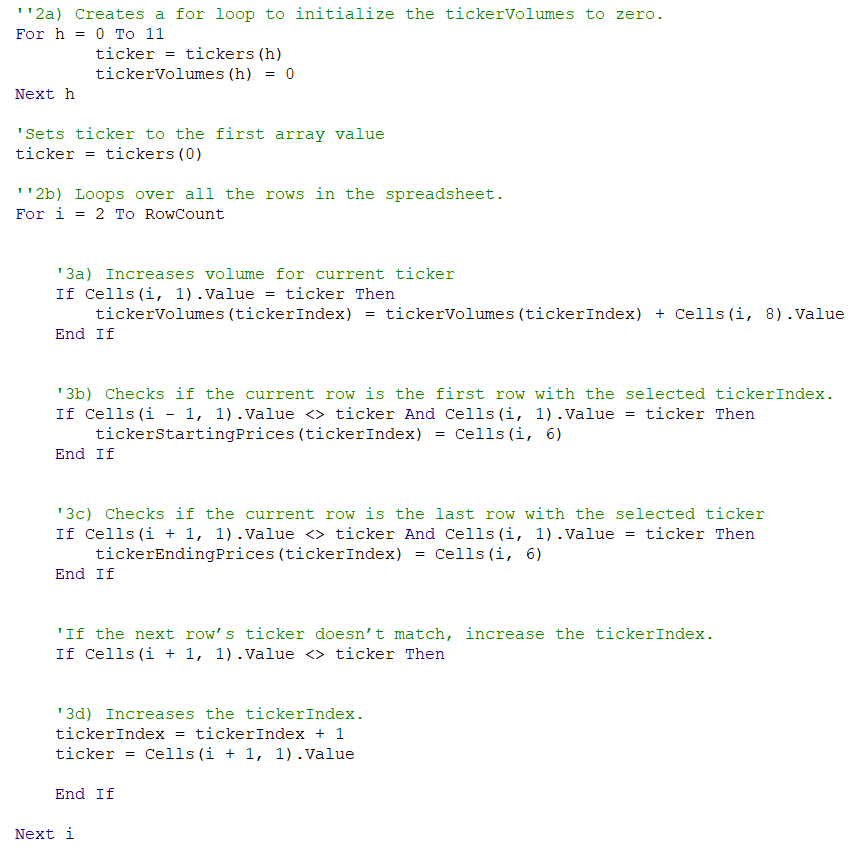 ''2a) Creates a for loop to initialize the tickerVolumes to zero.
For h = 0 To 11
        ticker = tickers(h)
        tickerVolumes(h) = 0
Next h

'Sets ticker to the first array value
ticker = tickers(0)

''2b) Loops over all the rows in the spreadsheet.
For i = 2 To RowCount

    '3a) Increases volume for current ticker
    If Cells(i, 1).Value = ticker Then
        tickerVolumes(tickerIndex) = tickerVolumes(tickerIndex) + Cells(i, 8).Value
    End If

    '3b) Checks if the current row is the first row with the selected tickerIndex.
    If Cells(i - 1, 1).Value <> ticker And Cells(i, 1).Value = ticker Then
        tickerStartingPrices(tickerIndex) = Cells(i, 6)
    End If

    '3c) Checks if the current row is the last row with the selected ticker
    If Cells(i + 1, 1).Value <> ticker And Cells(i, 1).Value = ticker Then
        tickerEndingPrices(tickerIndex) = Cells(i, 6)
    End If

    'If the next row’s ticker doesn’t match, increase the tickerIndex.
    If Cells(i + 1, 1).Value <> ticker Then

    '3d) Increases the tickerIndex.
    tickerIndex = tickerIndex + 1
    ticker = Cells(i + 1, 1).Value

    End If

Next i